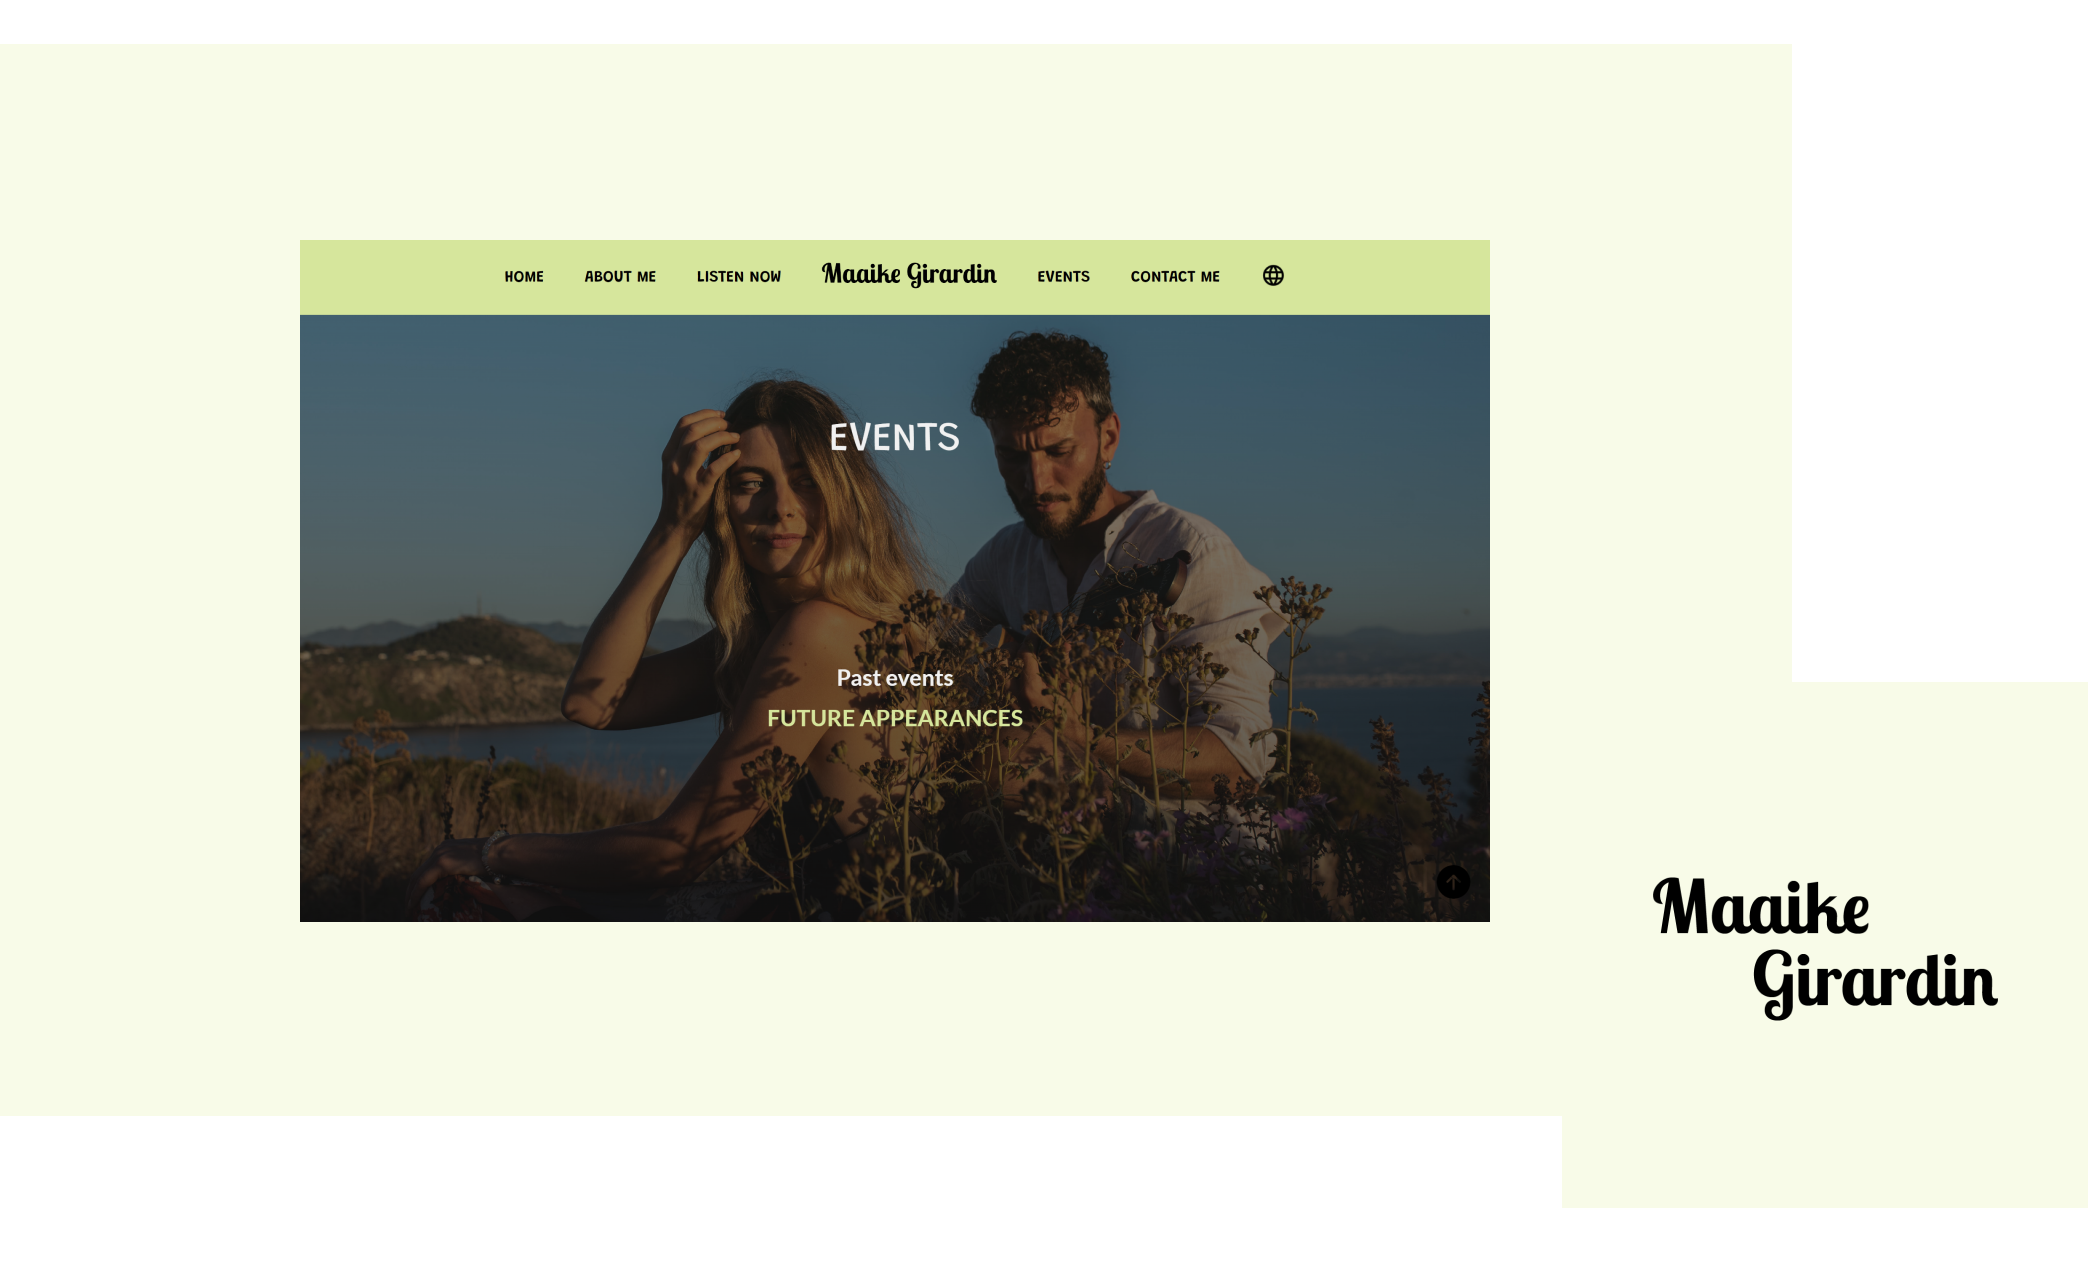 HOME ABOUT ME LISTEN NOW Maaike Girardin EVENTS CONTACT ME
EVENTS
Past events
FUTURE APPEARANCES
Maaike
Girardin